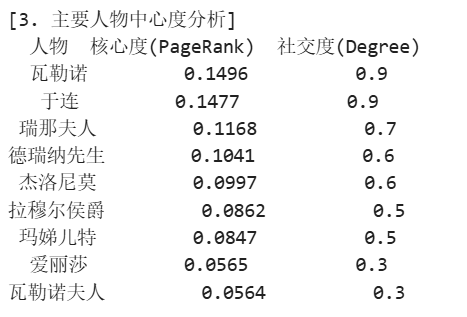 [3. 主要人物中心度分析]
人物 核心度(PageRank) 社交度(Degree)
瓦勒诺 0.1496 0.9
于连 0.1477 0.9
瑞那夫人 0.1168 0.7
德瑞纳先生 0.1041 0.6
杰洛尼莫 0.0997 0.6
拉穆尔侯爵 0.0862 0.5
玛娣儿特 0.0847 0.5
爱丽莎 0.0565 0.3
瓦勒诺夫人 0.0564 0.3